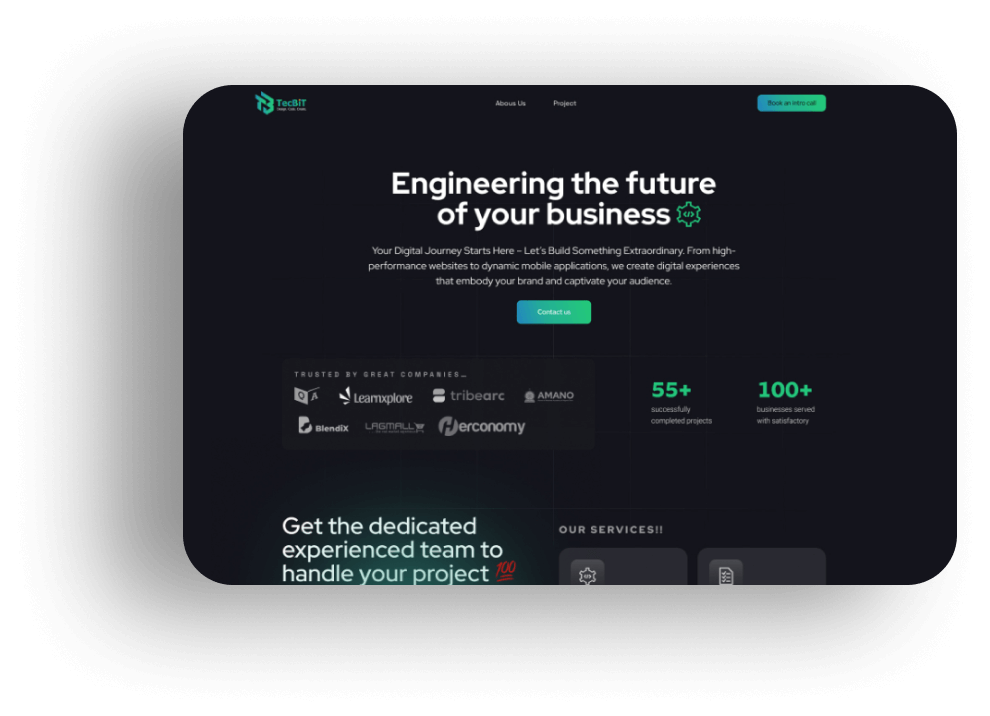 TecBIT
Abous Us
Project
Book an intro call
Engineering the future
of your business
Your Digital Journey Starts Here – Let's Build Something Extraordinary. From high-
performance websites to dynamic mobile applications, we create digital experiences
that embody your brand and captivate your audience.
Contact us
TRUSTED BY GREAT COMPANIES...
QA
Learnxplore
tribearc
AMANO
BlendiX
LAGMALL
Herconomy
55+
successfully
completed projects
100+
businesses served
with satisfactory
Get the dedicated
experienced team to
handle your project 💯
OUR SERVICES!!